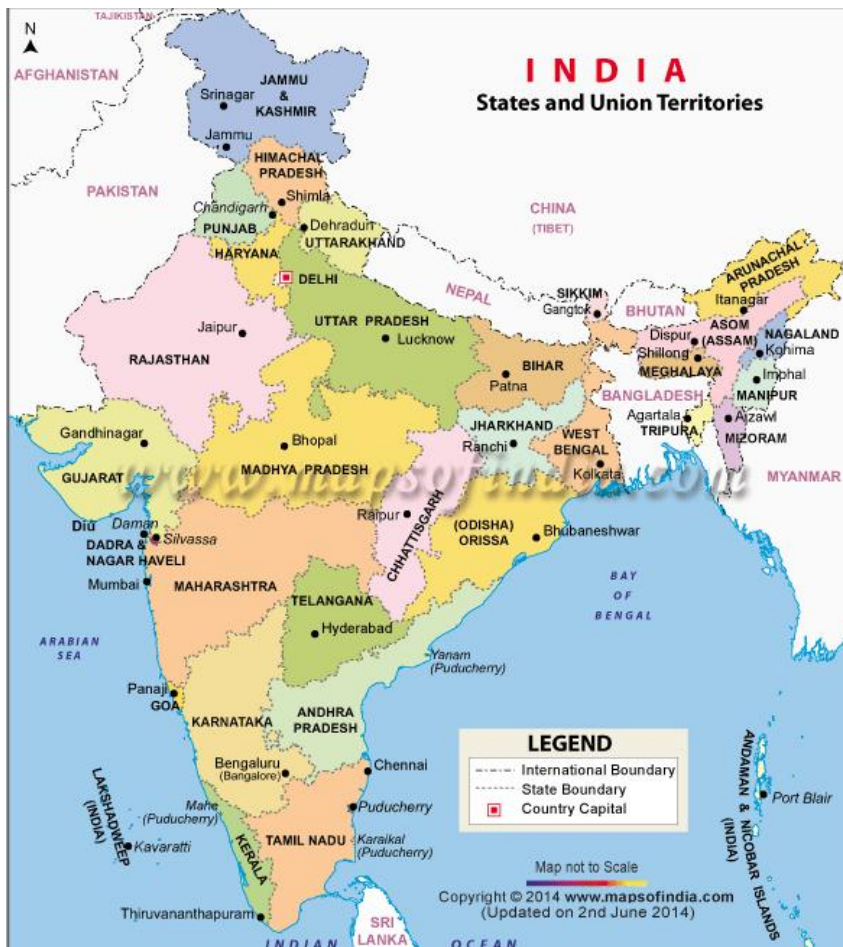 TAJIKISTAN
N
AFGHANISTAN
INDIA
States and Union Territories
JAMMU
&
KASHMIR
Srinagar
Jammu
HIMACHAL
PRADESH
PAKISTAN
Shimla
Chandigarh
PUNJAB
CHINA
(TIBET)
Dehradun
UTTARAKHAND
HARYANA
DELHI
ARUNACHAL
PRADESH
NEPAL
SIKKIM
Gangtok
BHUTAN
Itanagar
UTTAR PRADESH
Lucknow
Jaipur
RAJASTHAN
Dispur
ASOM
(ASSAM)
NAGALAND
Kohima
Shillong
MEGHALAYA
BIHAR
Patna
Imphal
MANIPUR
BANGLADESH
Agartala
TRIPURA
Aizawl
MIZORAM
Gandhinagar
GUJARAT
Bhopal
MADHYA PRADESH
JHARKHAND
Ranchi
WEST
BENGAL
Kolkata
MYANMAR
www.mapsofindia.com
Raipur
CHHATTISGARH
(ODISHA)
ORISSA
Bhubaneshwar
Diu
Daman
Silvassa
DADRA &
NAGAR HAVELI
Mumbai
MAHARASHTRA
TELANGANA
Hyderabad
BAY
OF
BENGAL
ARABIAN
SEA
Yanam
(Puducherry)
Panaji
GOA
KARNATAKA
ANDHRA
PRADESH
Bengaluru
(Bangalore)
Chennai
LEGEND
International Boundary
State Boundary
Country Capital
ANDAMAN & NICOBAR ISLANDS
(INDIA)
Port Blair
LAKSHADWEEP
(INDIA)
Kavaratti
Mahe
(Puducherry)
Puducherry
KERALA
TAMIL NADU
Karaikal
(Puducherry)
Map not to Scale
Copyright © 2014 www.mapsofindia.com
(Updated on 2nd June 2014)
Thiruvananthapuram
SRI
LANKA
INDIAN OCEAN